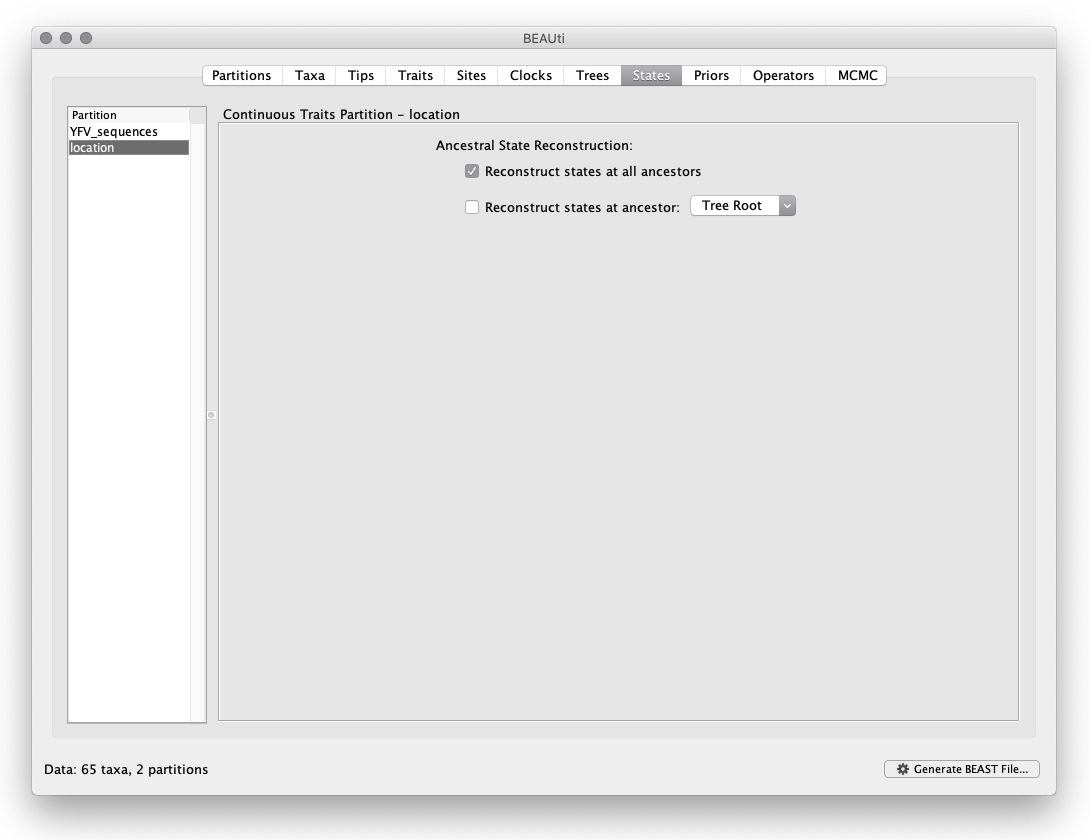 BEAUti
Partitions Taxa Tips Traits Sites Clocks Trees States Priors Operators MCMC
Partition
YFV_sequences
location
Continuous Traits Partition - location
Ancestral State Reconstruction:
Reconstruct states at all ancestors
Reconstruct states at ancestor: Tree Root
Data: 65 taxa, 2 partitions
Generate BEAST File...